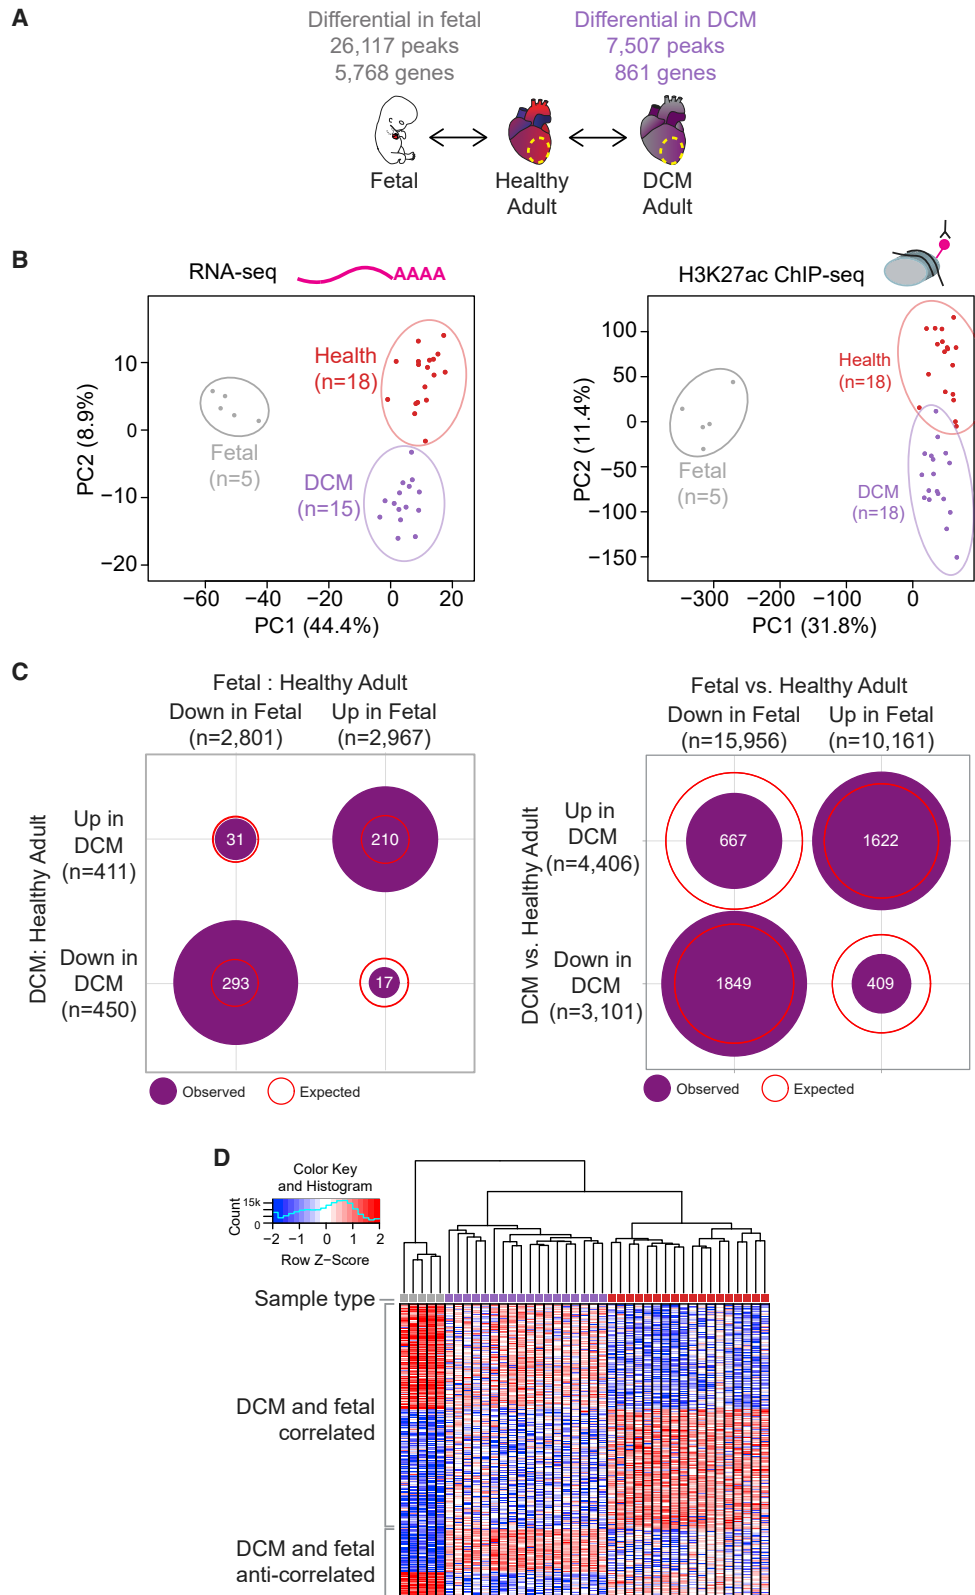 A
Differential in fetal
26,117 peaks
5,768 genes
Differential in DCM
7,507 peaks
861 genes
Fetal
Healthy
Adult
DCM
Adult
B
RNA-seq
AAAA
Health
(n=18)
Fetal
(n=5)
DCM
(n=15)
10
0
−10
−20
PC2 (8.9%)
−60
−40
−20
0
20
PC1 (44.4%)
H3K27ac ChIP-seq
Health
(n=18)
Fetal
(n=5)
DCM
(n=18)
100
50
0
−50
−100
−150
PC2 (11.4%)
−300
−200
−100
0
PC1 (31.8%)
C
Fetal : Healthy Adult
Down in Fetal
(n=2,801)
Up in Fetal
(n=2,967)
DCM: Healthy Adult
Up in
DCM
(n=411)
31
210
Down in
DCM
(n=450)
293
17
Observed
Expected
Fetal vs. Healthy Adult
Down in Fetal
(n=15,956)
Up in Fetal
(n=10,161)
DCM vs. Healthy Adult
Up in
DCM
(n=4,406)
667
1622
Down in
DCM
(n=3,101)
1849
409
Observed
Expected
D
Color Key
and Histogram
Count
15k
0
−2
−1
0
1
2
Row Z−Score
Sample type
DCM and fetal
correlated
DCM and fetal
anti-correlated